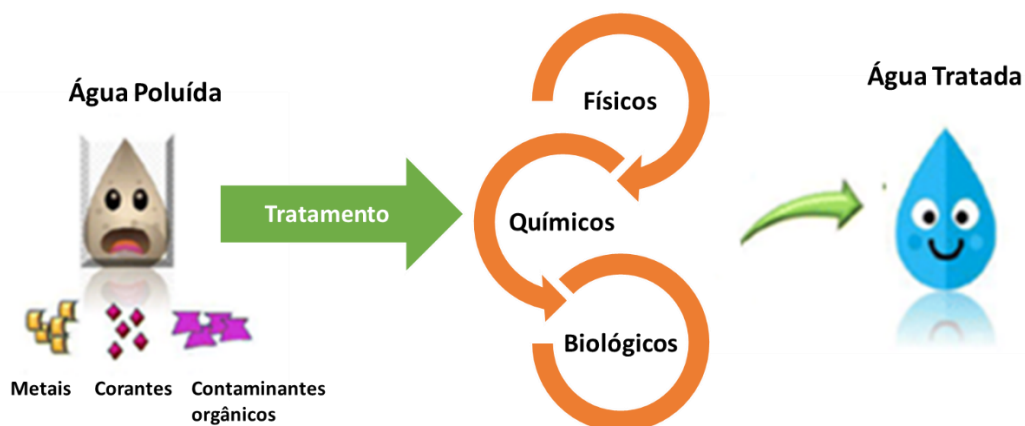 Água Poluída
Tratamento
Metais
Corantes
Contaminantes
orgânicos
Físicos
Químicos
Biológicos
Água Tratada